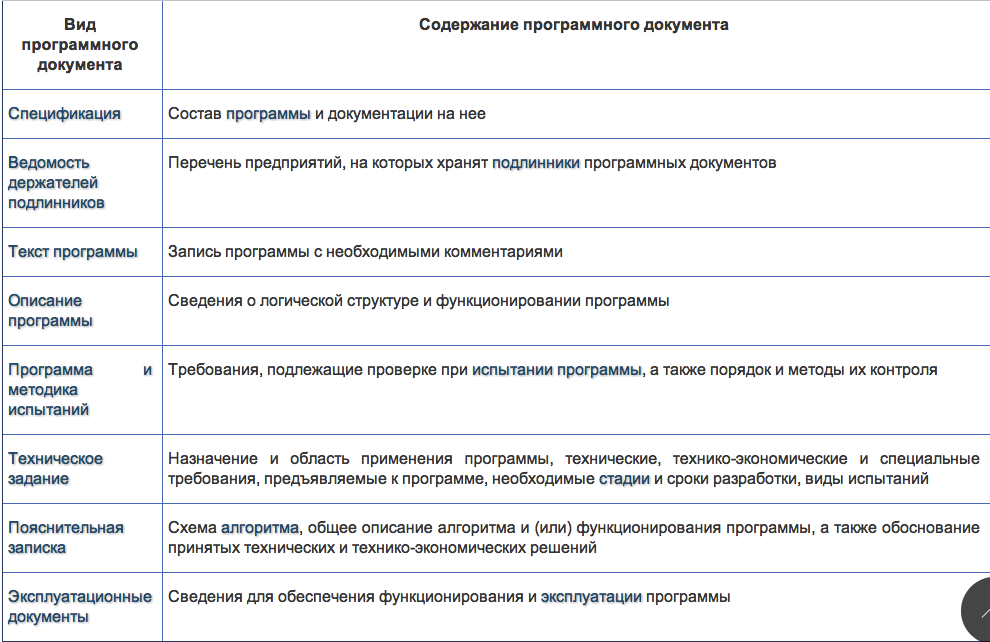 Вид
программного
документа
Содержание программного документа
Спецификация
Состав программы и документации на нее
Ведомость
держателей
подлинников
Перечень предприятий, на которых хранят подлинники программных документов
Текст программы
Запись программы с необходимыми комментариями
Описание
программы
Сведения о логической структуре и функционировании программы
Программа и
методика
испытаний
Требования, подлежащие проверке при испытании программы, а также порядок и методы их контроля
Техническое
задание
Назначение и область применения программы, технические, технико-экономические и специальные
требования, предъявляемые к программе, необходимые стадии и сроки разработки, виды испытаний
Пояснительная
записка
Схема алгоритма, общее описание алгоритма и (или) функционирования программы, а также обоснование
принятых технических и технико-экономических решений
Эксплуатационные
документы
Сведения для обеспечения функционирования и эксплуатации программы